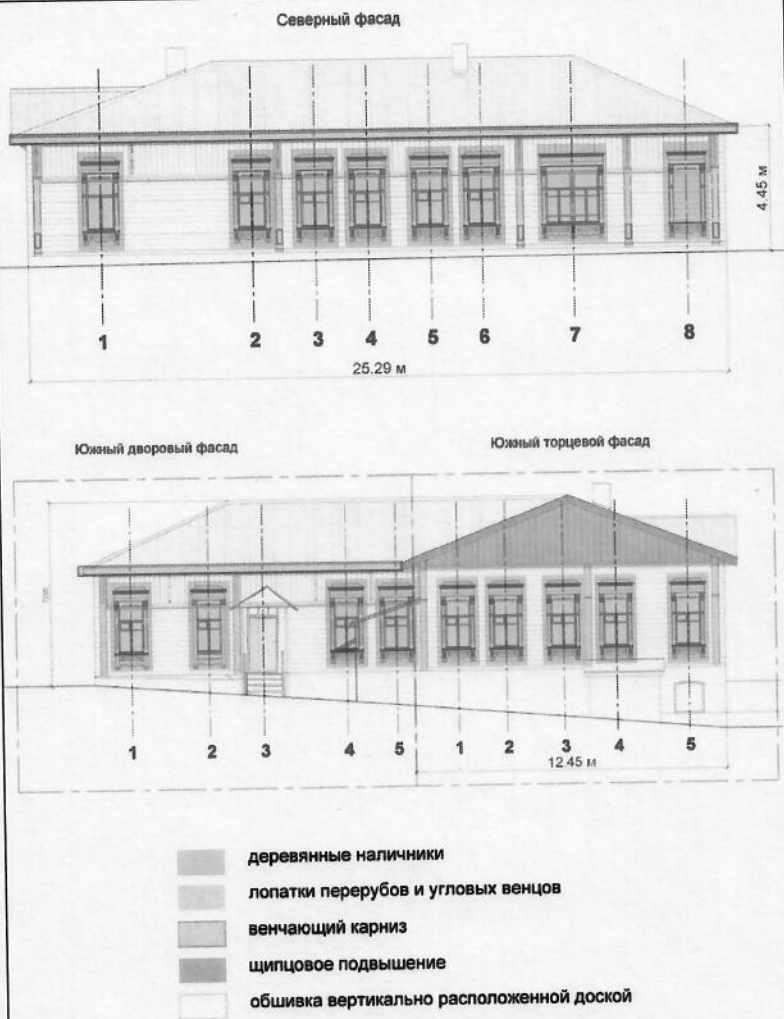 Северный фасад
4.45 м
1 2 3 4 5 6 7 8
25.29 м
Южный дворовый фасад
Южный торцевой фасад
1 2 3 4 5 1 2 3 4 5
12.45 м
деревянные наличники
лопатки перерубов и угловых венцов
венчающий карниз
щипцовое подвышение
обшивка вертикально расположенной доской